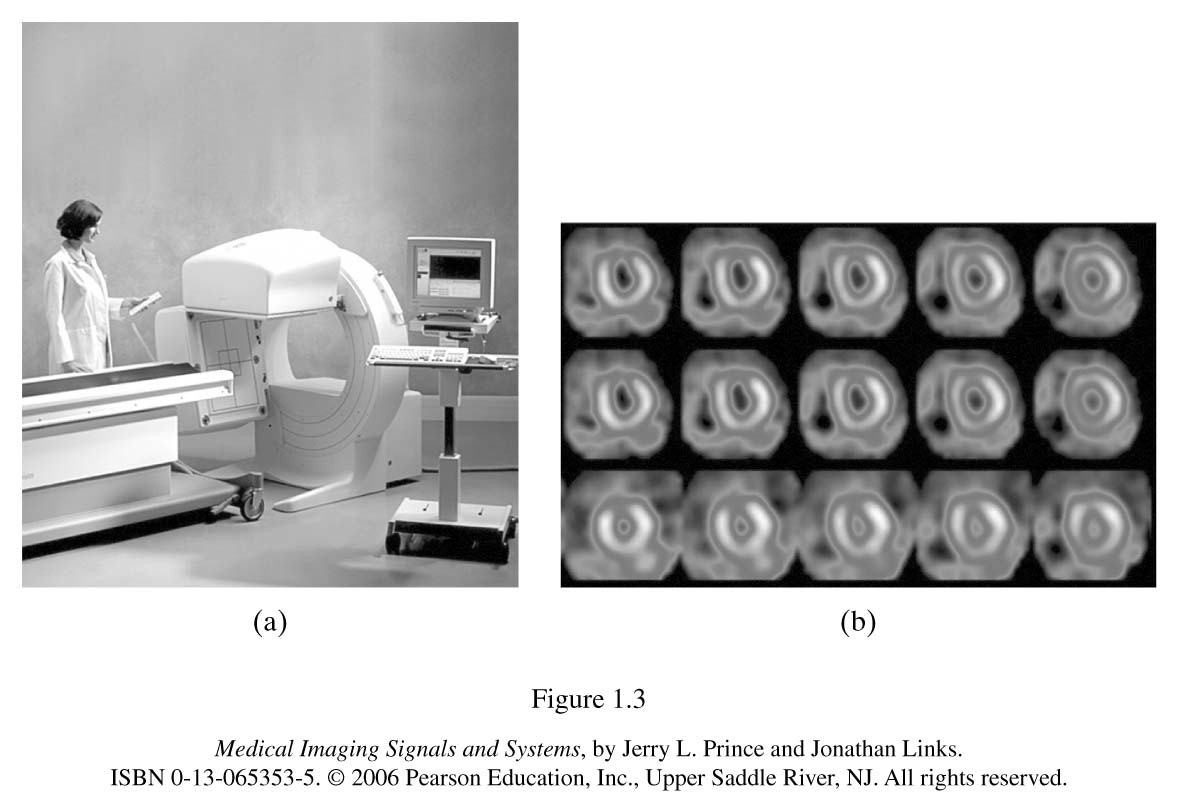 (a)
(b)
Figure 1.3
Medical Imaging Signals and Systems, by Jerry L. Prince and Jonathan Links.
ISBN 0-13-065353-5. © 2006 Pearson Education, Inc., Upper Saddle River, NJ. All rights reserved.